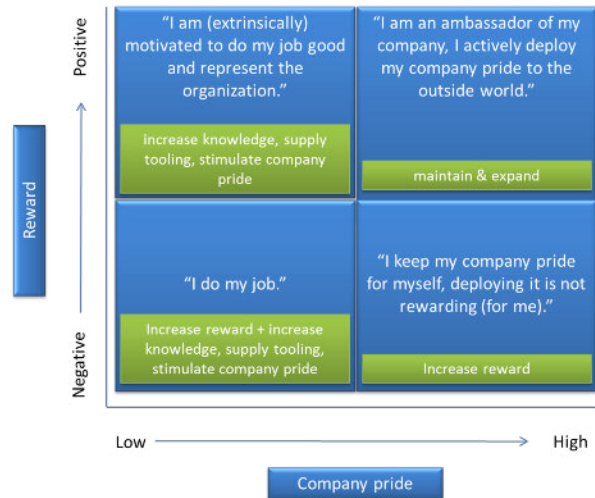 Positive
Reward
Negative
"I am (extrinsically)
motivated to do my job good
and represent the
organization."
increase knowledge, supply
tooling, stimulate company
pride
"I am an ambassador of my
company, I actively deploy
my company pride to the
outside world."
maintain & expand
"I do my job."
Increase reward + increase
knowledge, supply tooling,
stimulate company pride
"I keep my company pride
for myself, deploying it is not
rewarding (for me)."
Increase reward
Low
High
Company pride